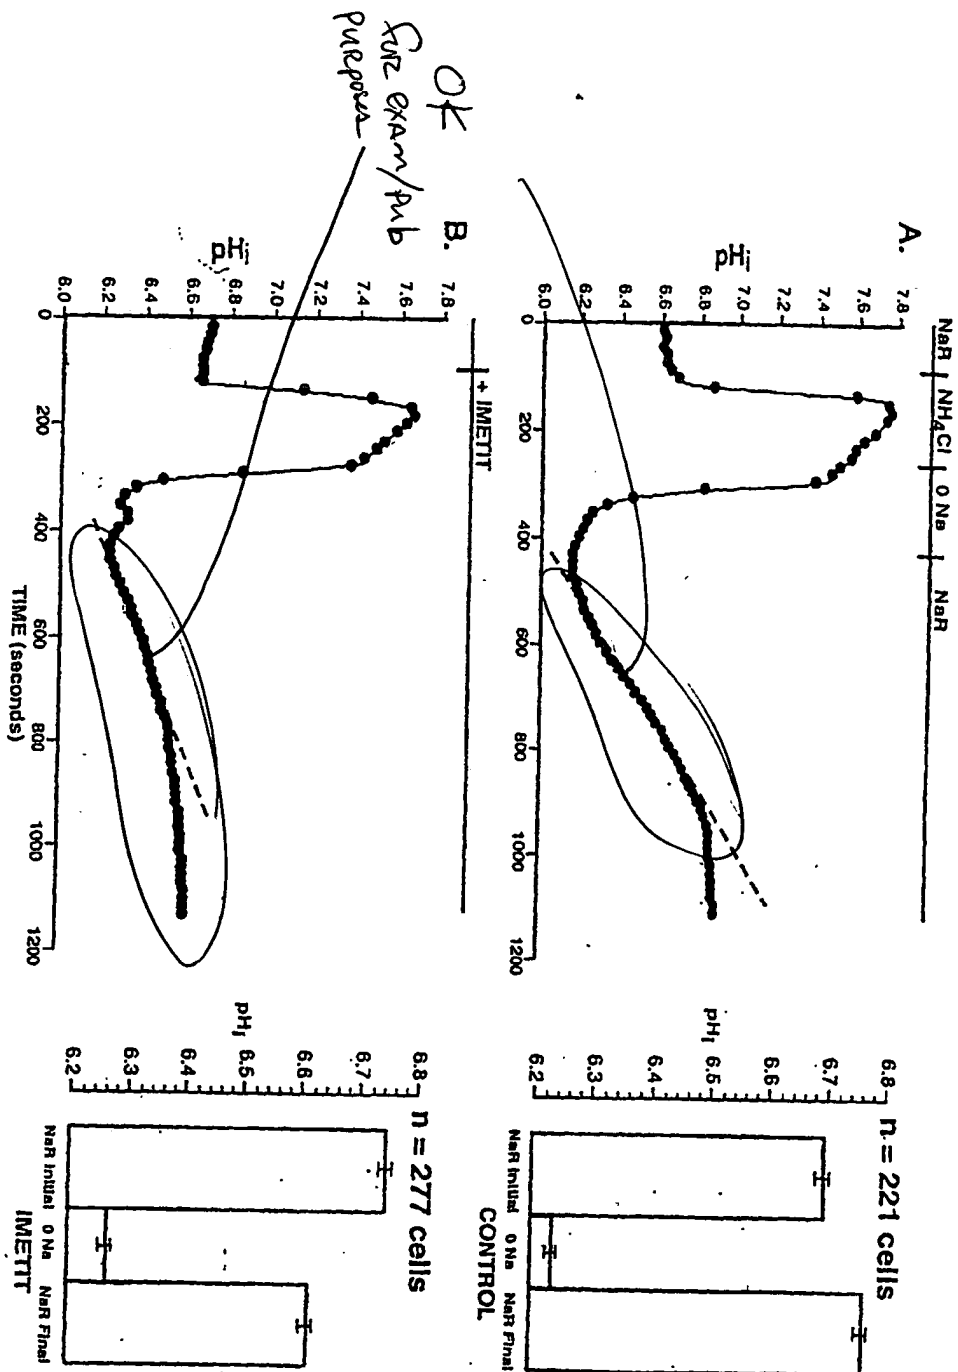 A.
NaR | NH4Cl | 0 Na | NaR
pHi
7.8
7.6
7.4
7.2
7.0
6.8
6.6
6.4
6.2
6.0
0 200 400 600 800 1000 1200
n = 221 cells
pHi
6.8
6.7
6.6
6.5
6.4
6.3
6.2
NaR Initial 0 Na NaR Final
CONTROL
OK
fur exam/pub
purposes
B.
+ IMETIT
pHi
7.8
7.6
7.4
7.2
7.0
6.8
6.6
6.4
6.2
6.0
0 200 400 600 800 1000 1200
TIME (seconds)
n = 277 cells
pHi
6.8
6.7
6.6
6.5
6.4
6.3
6.2
NaR Initial 0 Na NaR Final
IMETIT